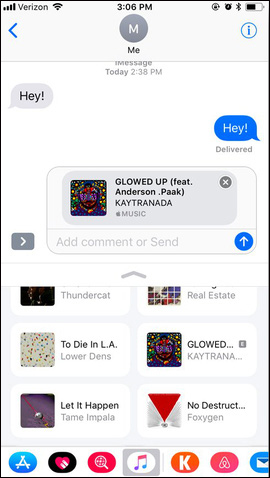 Verizon 3:06 PM
M
Me
iMessage
Today 2:38 PM
Hey!
Hey!
Delivered
GLOWED UP (feat.
Anderson .Paak)
KAYTRANADA
MUSIC
Add comment or Send
Thundercat
Real Estate
To Die In L.A.
Lower Dens
GLOWED... E
KAYTRANA...
Let It Happen
Tame Impala
No Destruct...
Foxygen
K